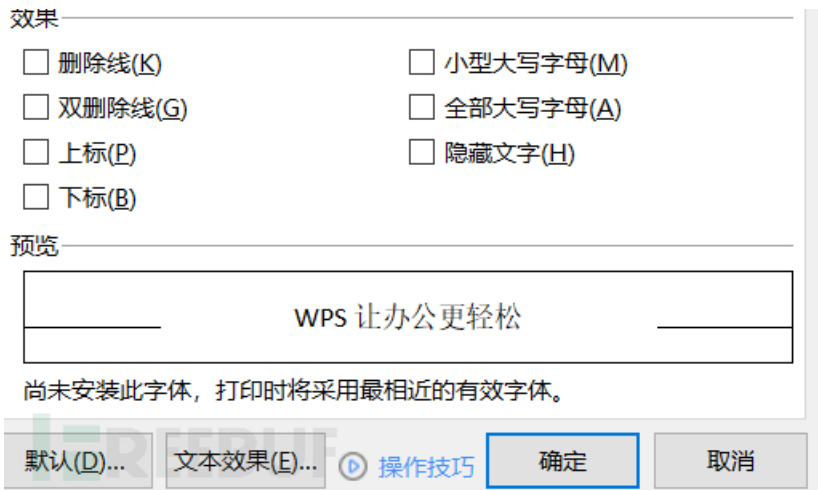 效果
删除线(K) 小型大写字母(M)
双删除线(G) 全部大写字母(A)
上标(P) 隐藏文字(H)
下标(B)
预览
WPS 让办公更轻松
尚未安装此字体，打印时将采用最相近的有效字体。
FREEBUF
默认(D)... 文本效果(E)... 操作技巧 确定 取消